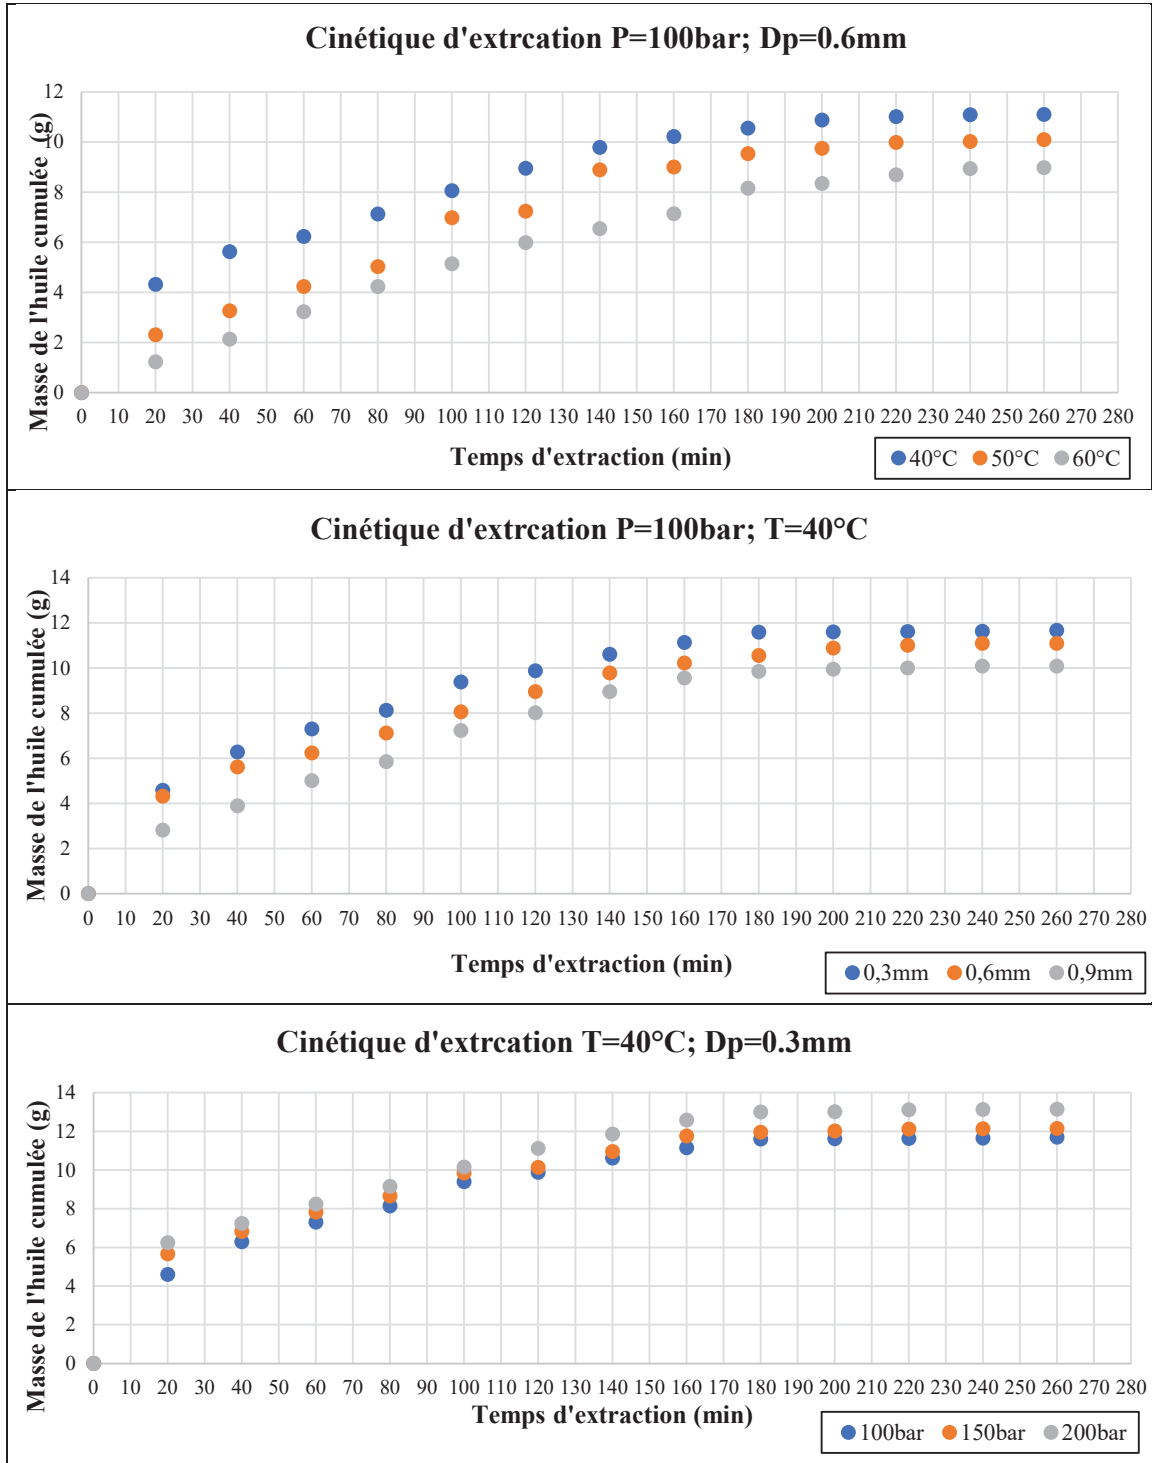 Cinétique d'extrcation P=100bar; Dp=0.6mm
Masse de l'huile cumulée (g)
12
10
8
6
4
2
0
0 10 20 30 40 50 60 70 80 90 100 110 120 130 140 150 160 170 180 190 200 210 220 230 240 250 260 270 280
Temps d'extraction (min)
40°C 50°C 60°C
Cinétique d'extrcation P=100bar; T=40°C
Masse de l'huile cumulée (g)
14
12
10
8
6
4
2
0
0 10 20 30 40 50 60 70 80 90 100 110 120 130 140 150 160 170 180 190 200 210 220 230 240 250 260 270 280
Temps d'extraction (min)
0,3mm 0,6mm 0,9mm
Cinétique d'extrcation T=40°C; Dp=0.3mm
Masse de l'huile cumulée (g)
14
12
10
8
6
4
2
0
0 10 20 30 40 50 60 70 80 90 100 110 120 130 140 150 160 170 180 190 200 210 220 230 240 250 260 270 280
Temps d'extraction (min)
100bar 150bar 200bar